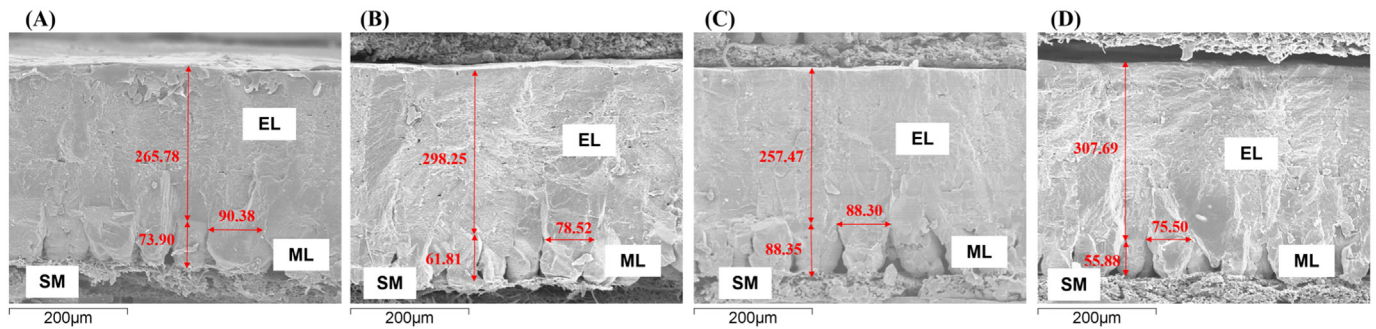 (A)
265.78
EL
90.38
73.90
ML
SM
200μm
(B)
298.25
EL
78.52
61.81
ML
SM
200μm
(C)
257.47
EL
88.30
88.35
ML
SM
200μm
(D)
307.69
EL
75.50
55.88
ML
SM
200μm